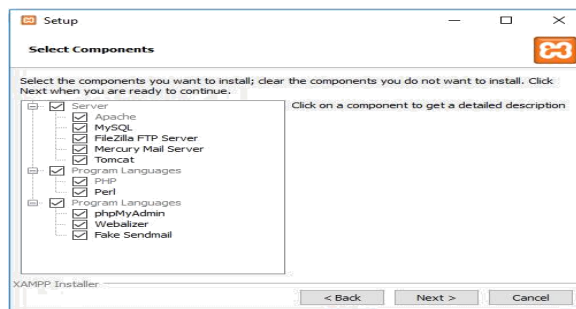 Setup
Select Components
Select the components you want to install; clear the components you do not want to install. Click
Next when you are ready to continue.
Server
Apache
MySQL
FileZilla FTP Server
Mercury Mail Server
Tomcat
Program Languages
PHP
Perl
Program Languages
phpMyAdmin
Webalizer
Fake Sendmail
Click on a component to get a detailed description
XAMPP Installer
< Back
Next >
Cancel